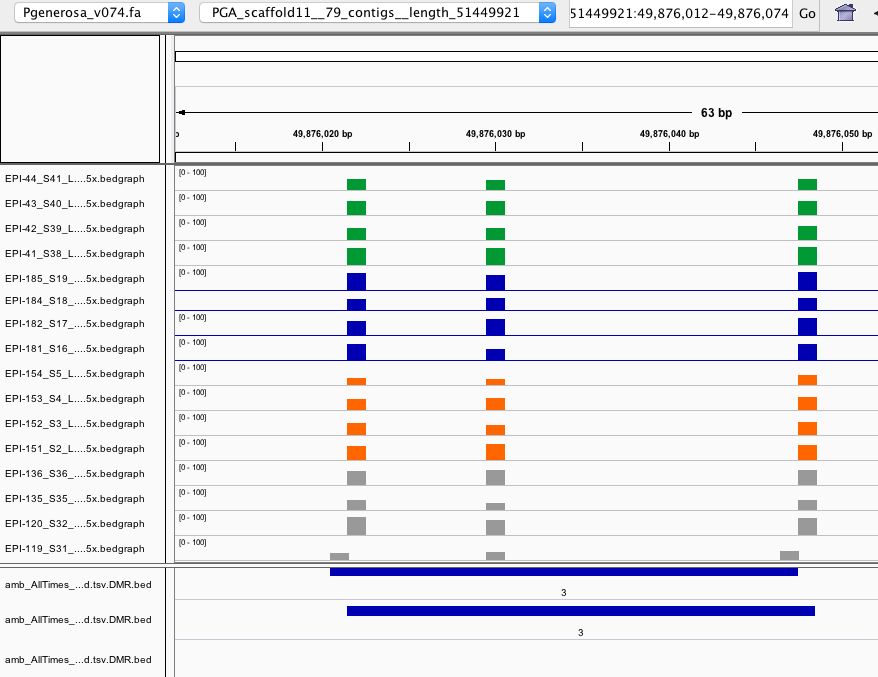 Pgenerosa_v074.fa PGA_scaffold11__79_contigs__length_51449921 51449921:49,876,012-49,876,074 Go
63 bp
49,876,020 bp 49,876,030 bp 49,876,040 bp 49,876,050 bp
EPI-44_S41_L....5x.bedgraph [0 - 100]
EPI-43_S40_L....5x.bedgraph [0 - 100]
EPI-42_S39_L....5x.bedgraph [0 - 100]
EPI-41_S38_L....5x.bedgraph [0 - 100]
EPI-185_S19_....5x.bedgraph [0 - 100]
EPI-184_S18_....5x.bedgraph
EPI-182_S17_....5x.bedgraph [0 - 100]
EPI-181_S16_....5x.bedgraph [0 - 100]
EPI-154_S5_L....5x.bedgraph [0 - 100]
EPI-153_S4_L....5x.bedgraph [0 - 100]
EPI-152_S3_L....5x.bedgraph [0 - 100]
EPI-151_S2_L....5x.bedgraph [0 - 100]
EPI-136_S36_....5x.bedgraph [0 - 100]
EPI-135_S35_....5x.bedgraph [0 - 100]
EPI-120_S32_....5x.bedgraph [0 - 100]
EPI-119_S31_....5x.bedgraph [0 - 100]
amb_AllTimes_...d.tsv.DMR.bed
3
amb_AllTimes_...d.tsv.DMR.bed
3
amb_AllTimes_...d.tsv.DMR.bed